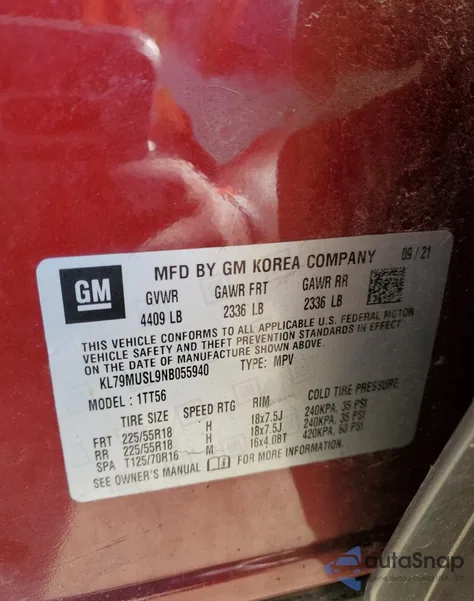 GM
MFD BY GM KOREA COMPANY 09 / 21
GVWR GAWR FRT GAWR RR
4409 LB 2336 LB 2336 LB
THIS VEHICLE CONFORMS TO ALL APPLICABLE U.S. FEDERAL MOTOR
VEHICLE SAFETY AND THEFT PREVENTION STANDARDS IN EFFECT
ON THE DATE OF MANUFACTURE SHOWN ABOVE.
KL79MUSL9NB055940 TYPE: MPV
MODEL: 1TT56
TIRE SIZE SPEED RTG RIM COLD TIRE PRESSURE
FRT 225/55R18 H 18x7.5J 240KPA, 35 PSI
RR 225/55R18 H 18x7.5J 240KPA, 35 PSI
SPA T125/70R16 M 16x4.0BT 420KPA, 60 PSI
SEE OWNER'S MANUAL FOR MORE INFORMATION.
autoSnap